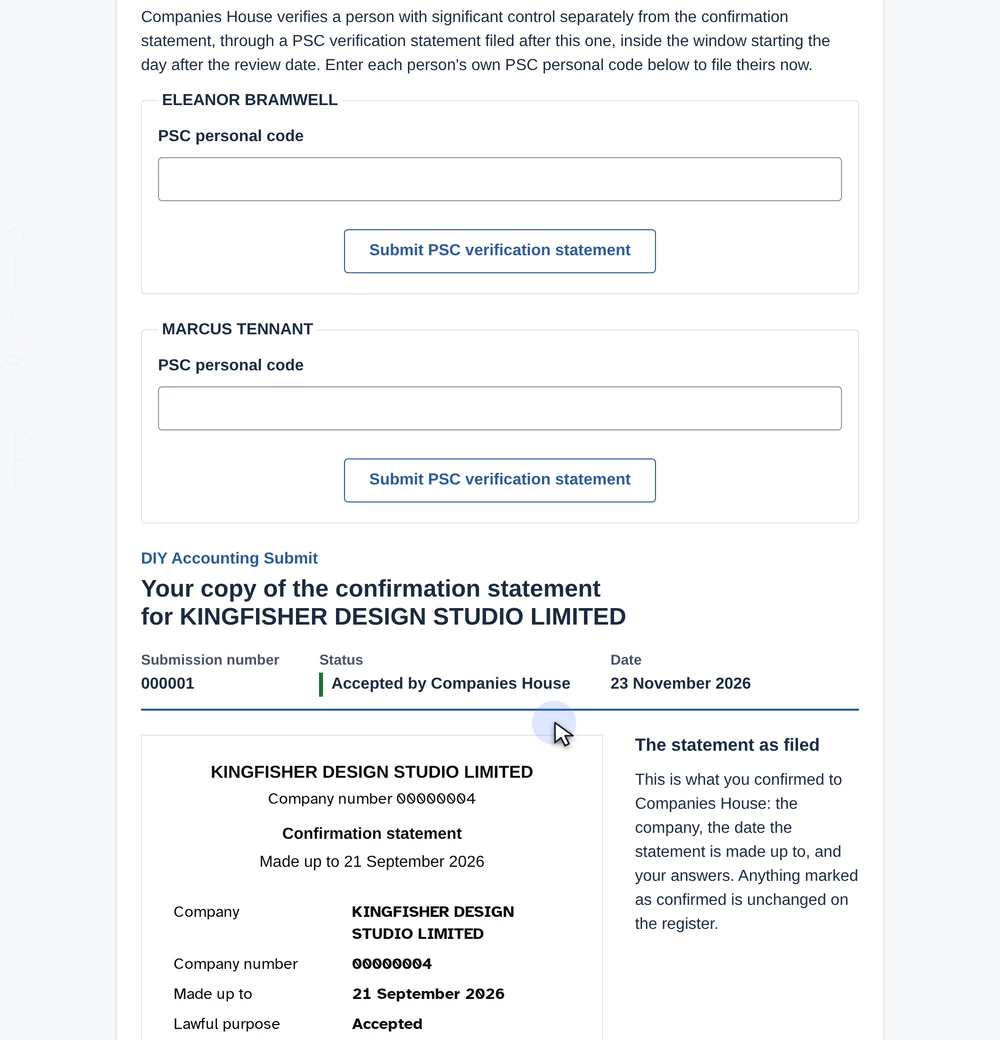 Companies House verifies a person with significant control separately from the confirmation
statement, through a PSC verification statement filed after this one, inside the window starting the
day after the review date. Enter each person's own PSC personal code below to file theirs now.
ELEANOR BRAMWELL
PSC personal code
Submit PSC verification statement
MARCUS TENNANT
PSC personal code
Submit PSC verification statement
DIY Accounting Submit
Your copy of the confirmation statement
for KINGFISHER DESIGN STUDIO LIMITED
Submission number
Status
Date
000001
Accepted by Companies House
23 November 2026
KINGFISHER DESIGN STUDIO LIMITED
Company number 00000004
Confirmation statement
Made up to 21 September 2026
Company
KINGFISHER DESIGN
STUDIO LIMITED
Company number
00000004
Made up to
21 September 2026
Lawful purpose
Accepted
The statement as filed
This is what you confirmed to
Companies House: the
company, the date the
statement is made up to, and
your answers. Anything marked
as confirmed is unchanged on
the register.